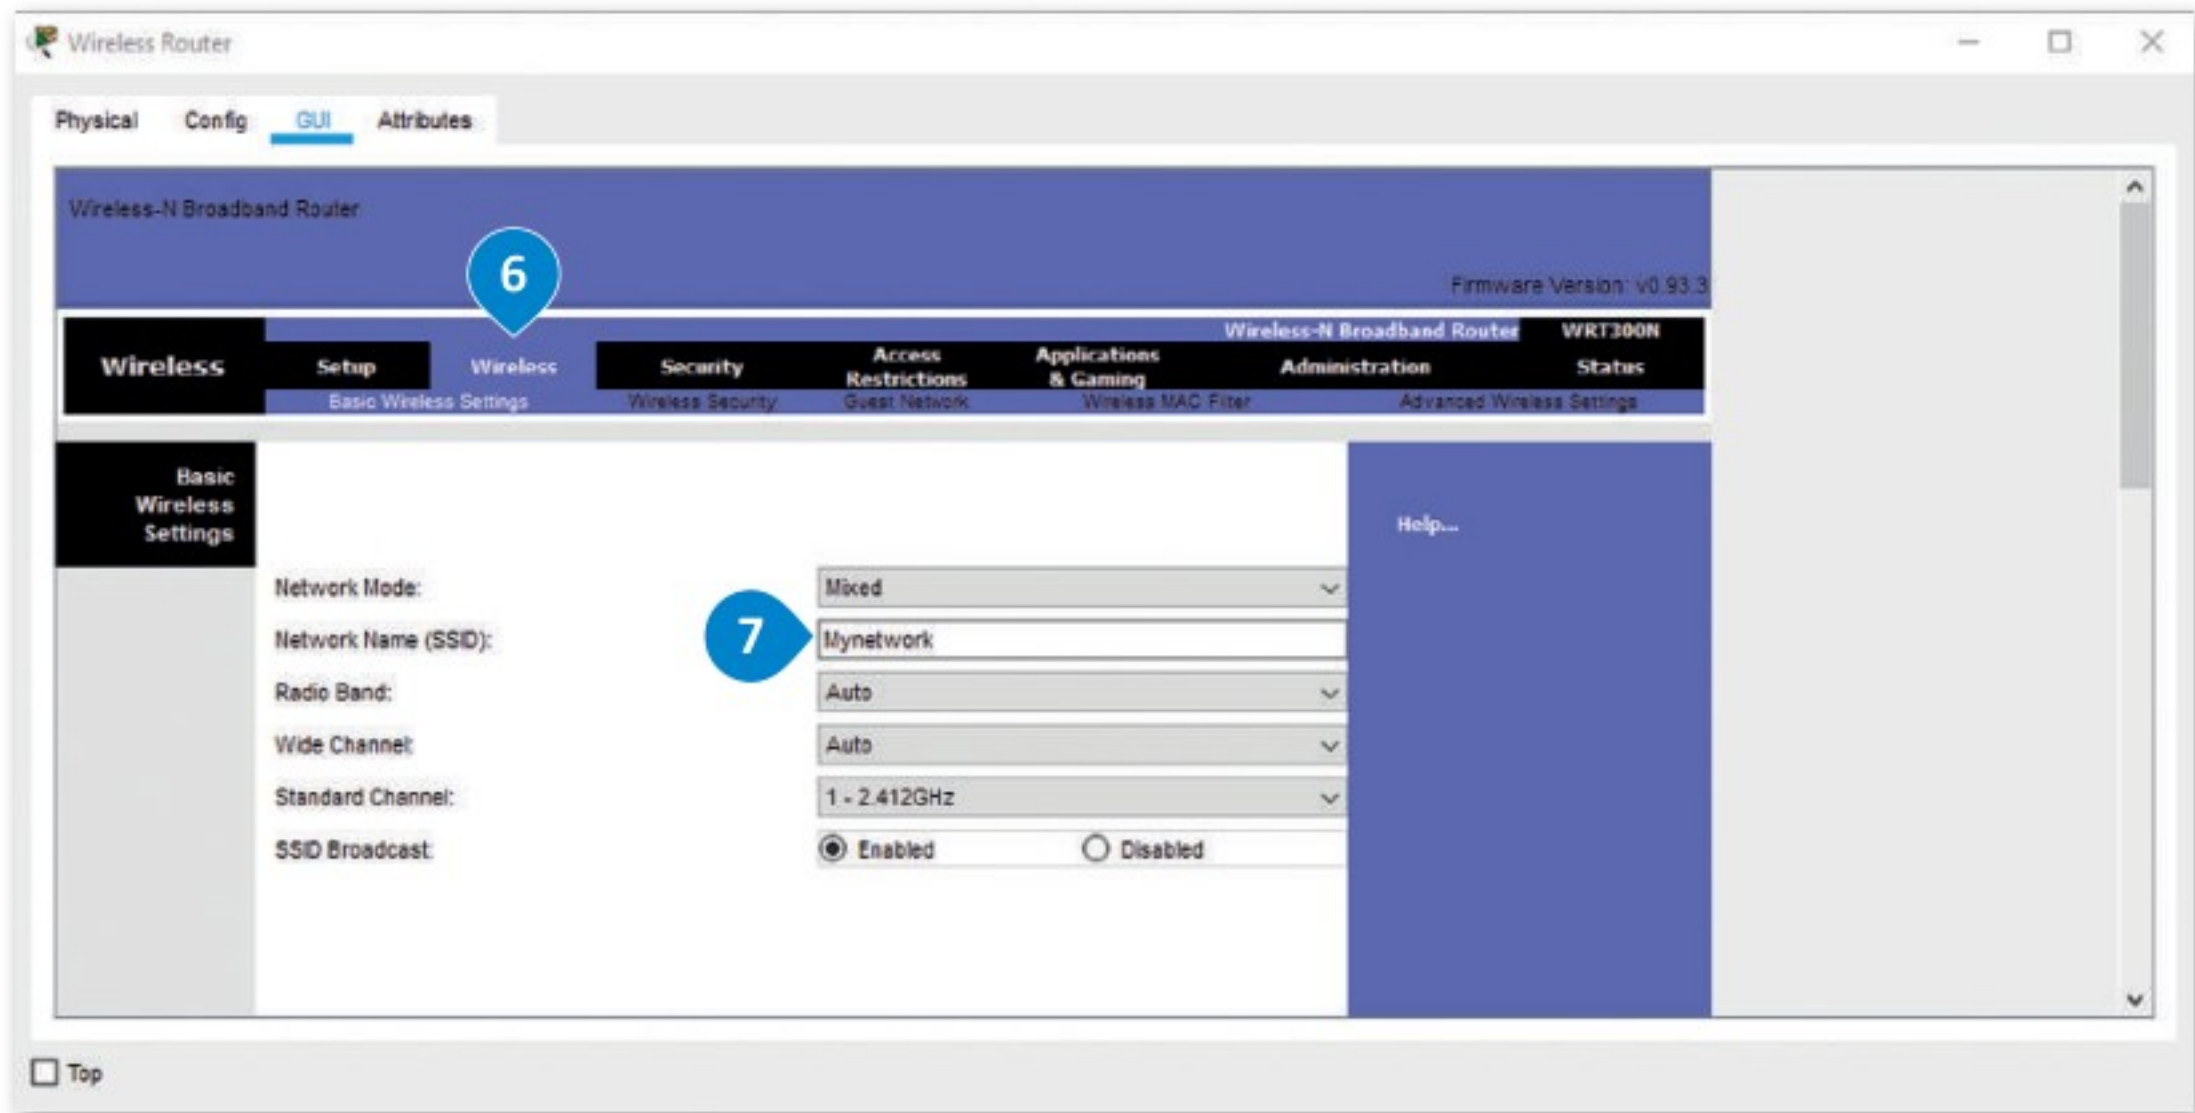 Wireless Router
Physical Config GUI Attributes
Wireless-N Broadband Router
6
Firmware Version: v0.93.3
Wireless-N Broadband Router WRT300N
Wireless Setup Wireless Security Access Restrictions Applications & Gaming Administration Status
Basic Wireless Settings Wireless Security Guest Network Wireless MAC Filter Advanced Wireless Settings
Basic
Wireless
Settings
Help...
Network Mode: Mixed
Network Name (SSID): 7 Mynetwork
Radio Band: Auto
Wide Channel: Auto
Standard Channel: 1 - 2.412GHz
SSID Broadcast: Enabled Disabled
Top